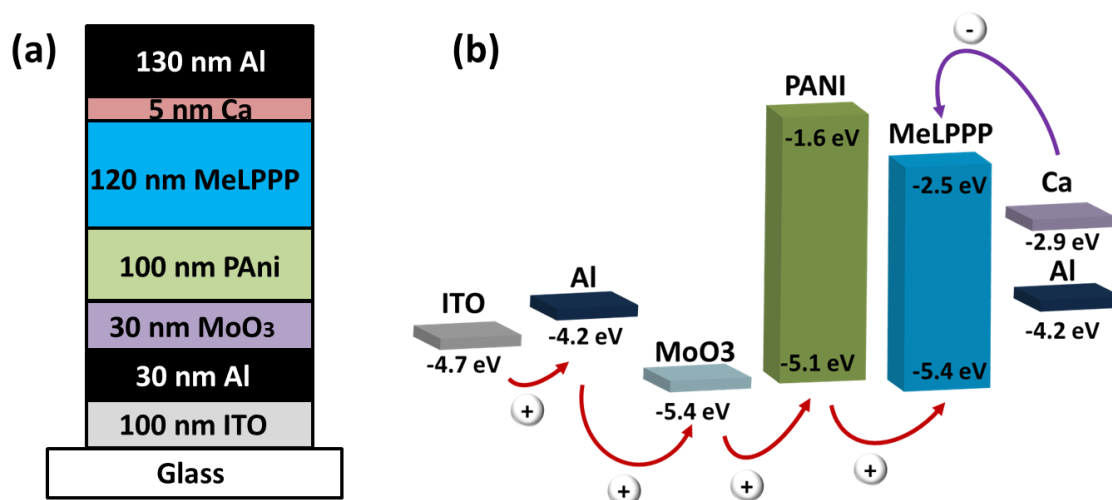 (a)
130 nm Al
5 nm Ca
120 nm MeLPPP
100 nm PAni
30 nm MoO₃
30 nm Al
100 nm ITO
Glass
(b)
-
PANI
-1.6 eV
MeLPPP
-2.5 eV
Ca
-2.9 eV
Al
-4.2 eV
ITO
-4.7 eV
Al
-4.2 eV
MoO3
-5.4 eV
-5.1 eV
-5.4 eV
+
+
+
+